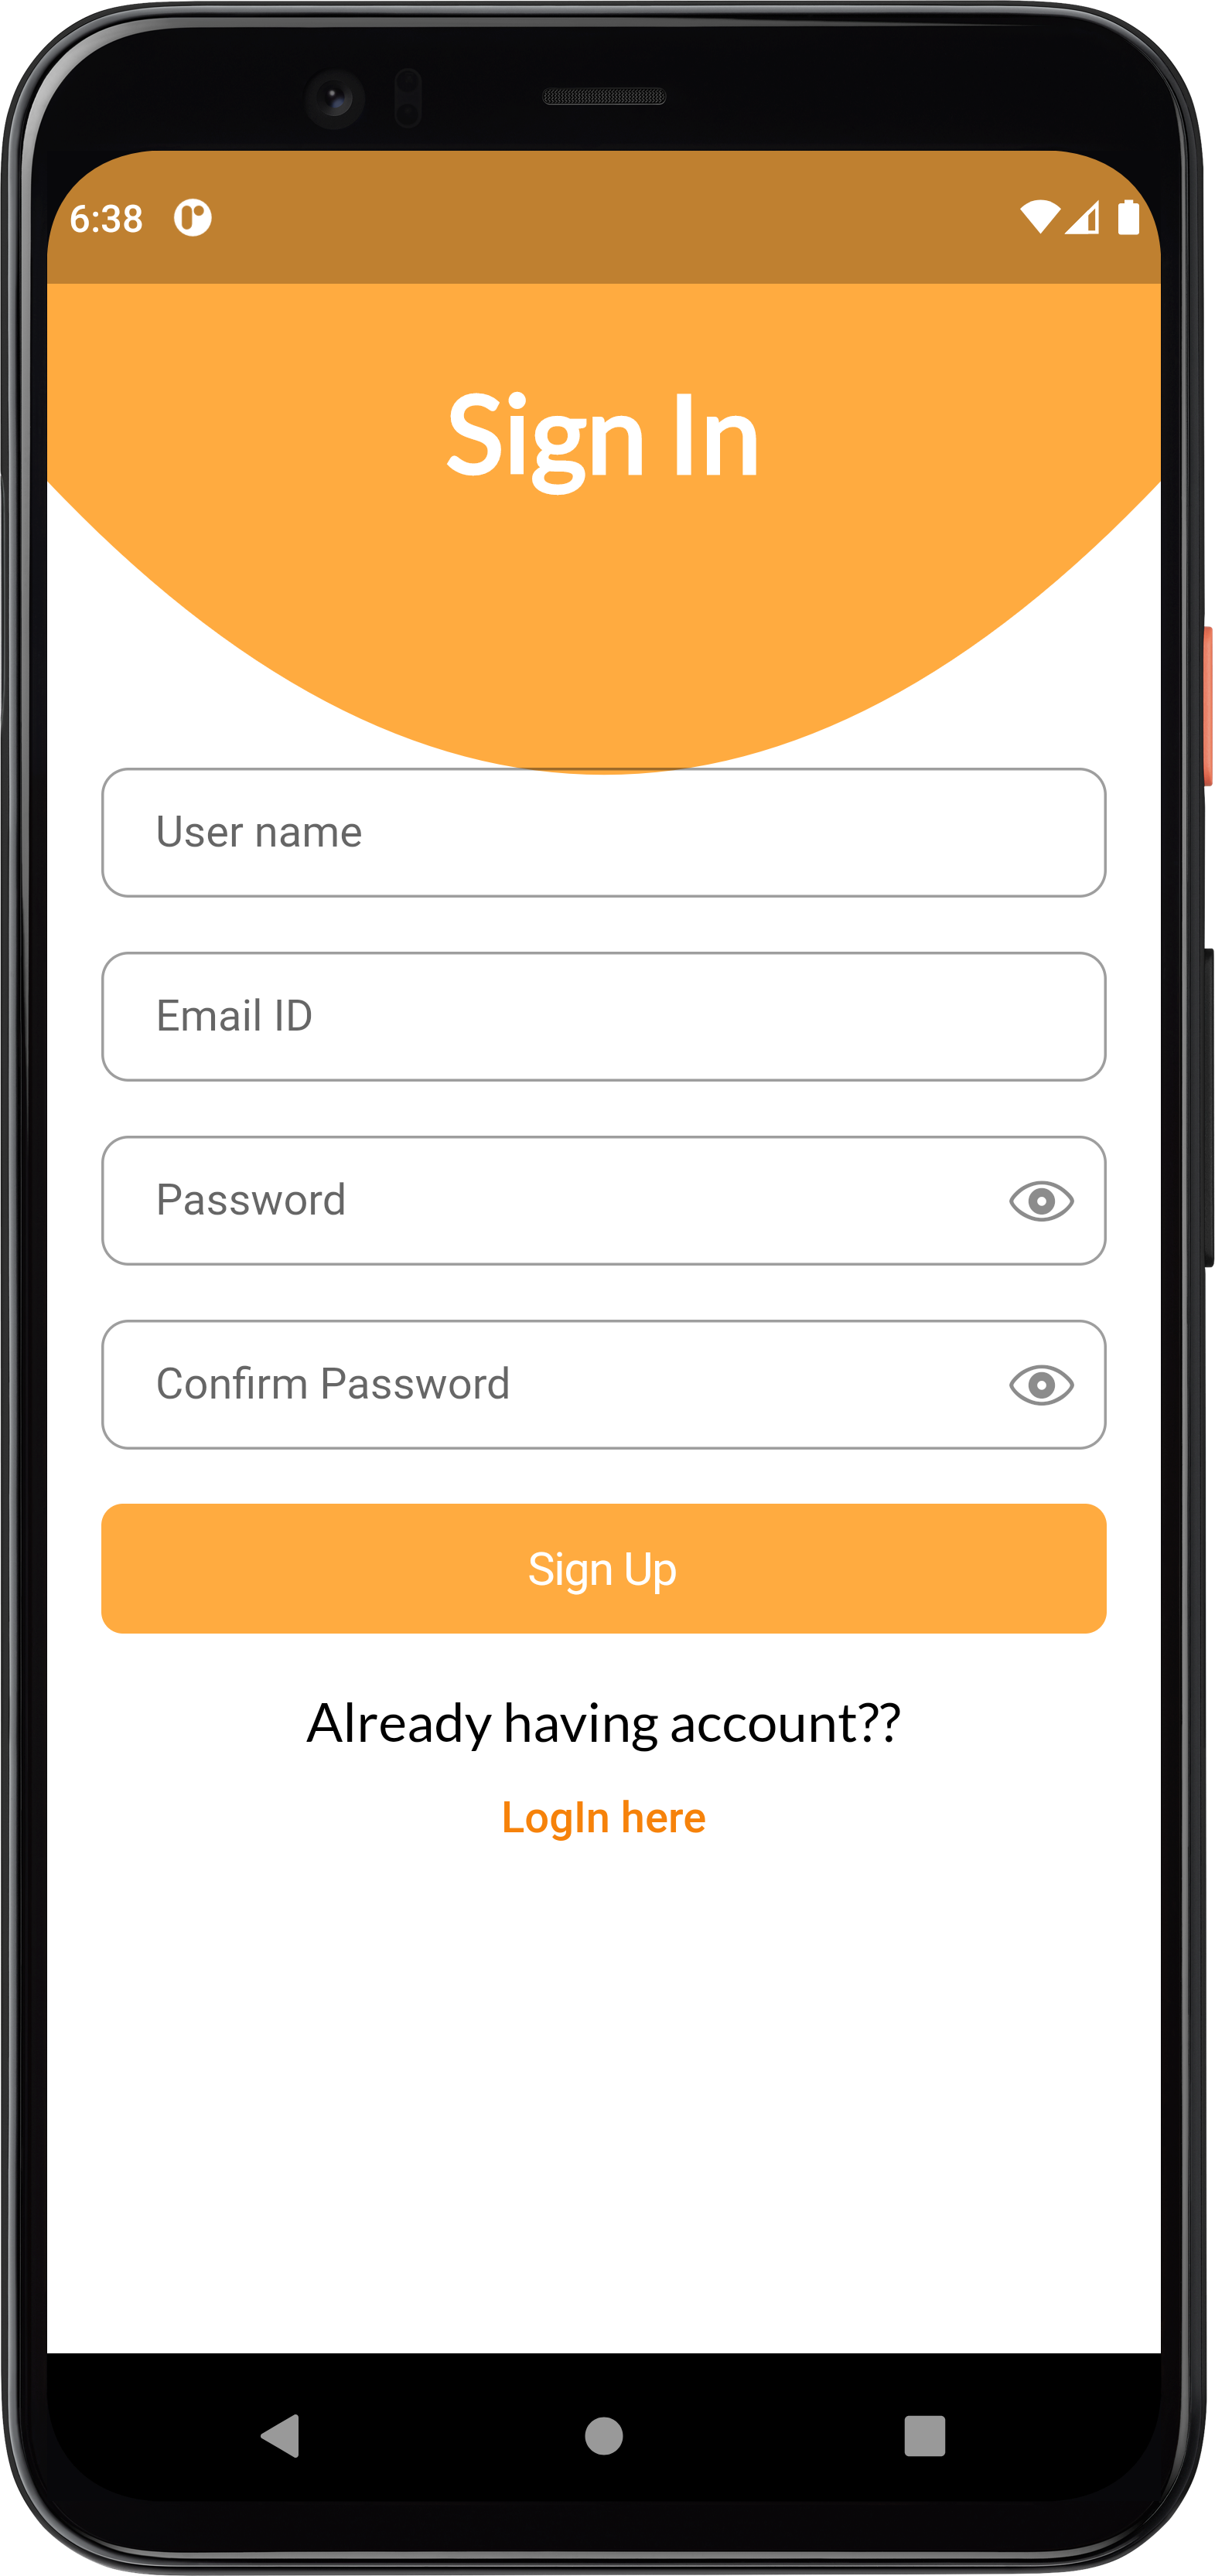 6:38
Sign In
User name
Email ID
Password
Confirm Password
Sign Up
Already having account??
LogIn here